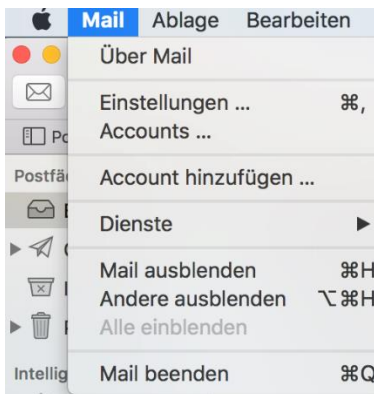 Mail Ablage Bearbeiten
Über Mail
Einstellungen ... ⌘,
Accounts ...
Postfä
Account hinzufügen ...
Dienste ▶
Mail ausblenden ⌘H
Andere ausblenden ⌥⌘H
Alle einblenden
Intellig
Mail beenden ⌘Q